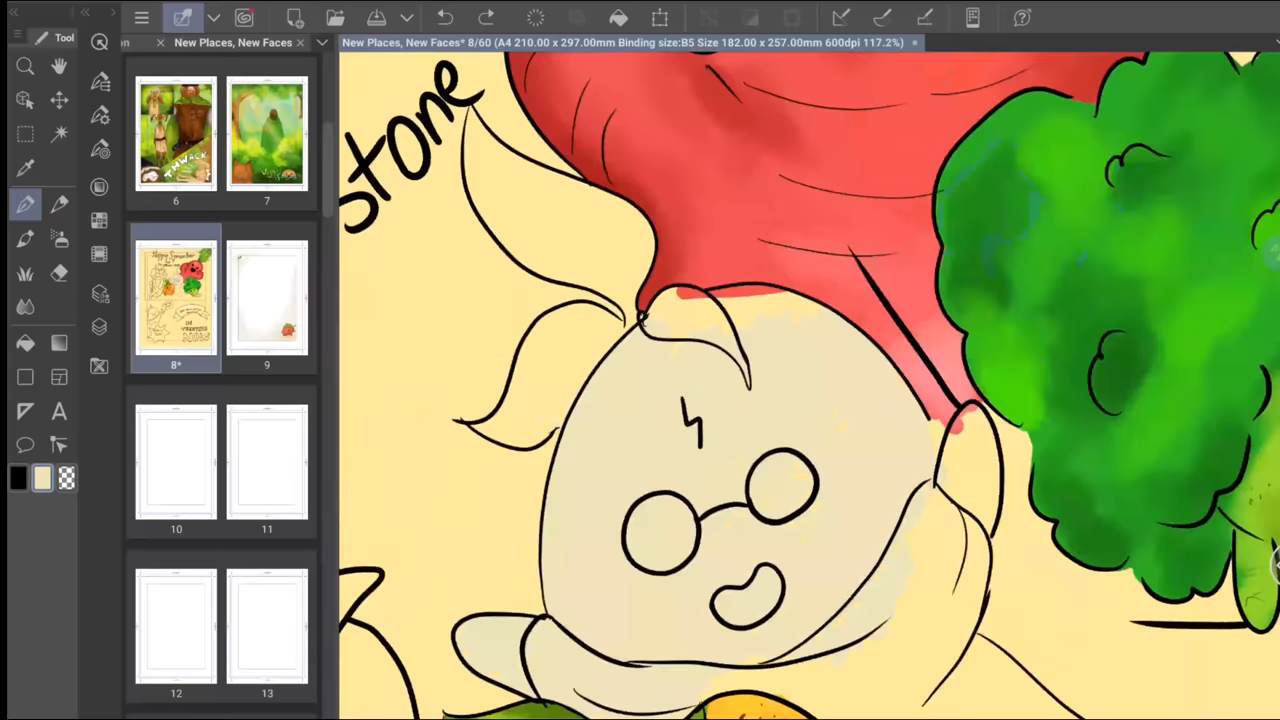 Tool
n
New Places, New Faces
New Places, New Faces* 8/60 (A4 210.00 x 297.00mm Binding size:B5 Size 182.00 x 257.00mm 600dpi 117.2%)
THWACK
6
7
8*
9
10
11
12
13
stone